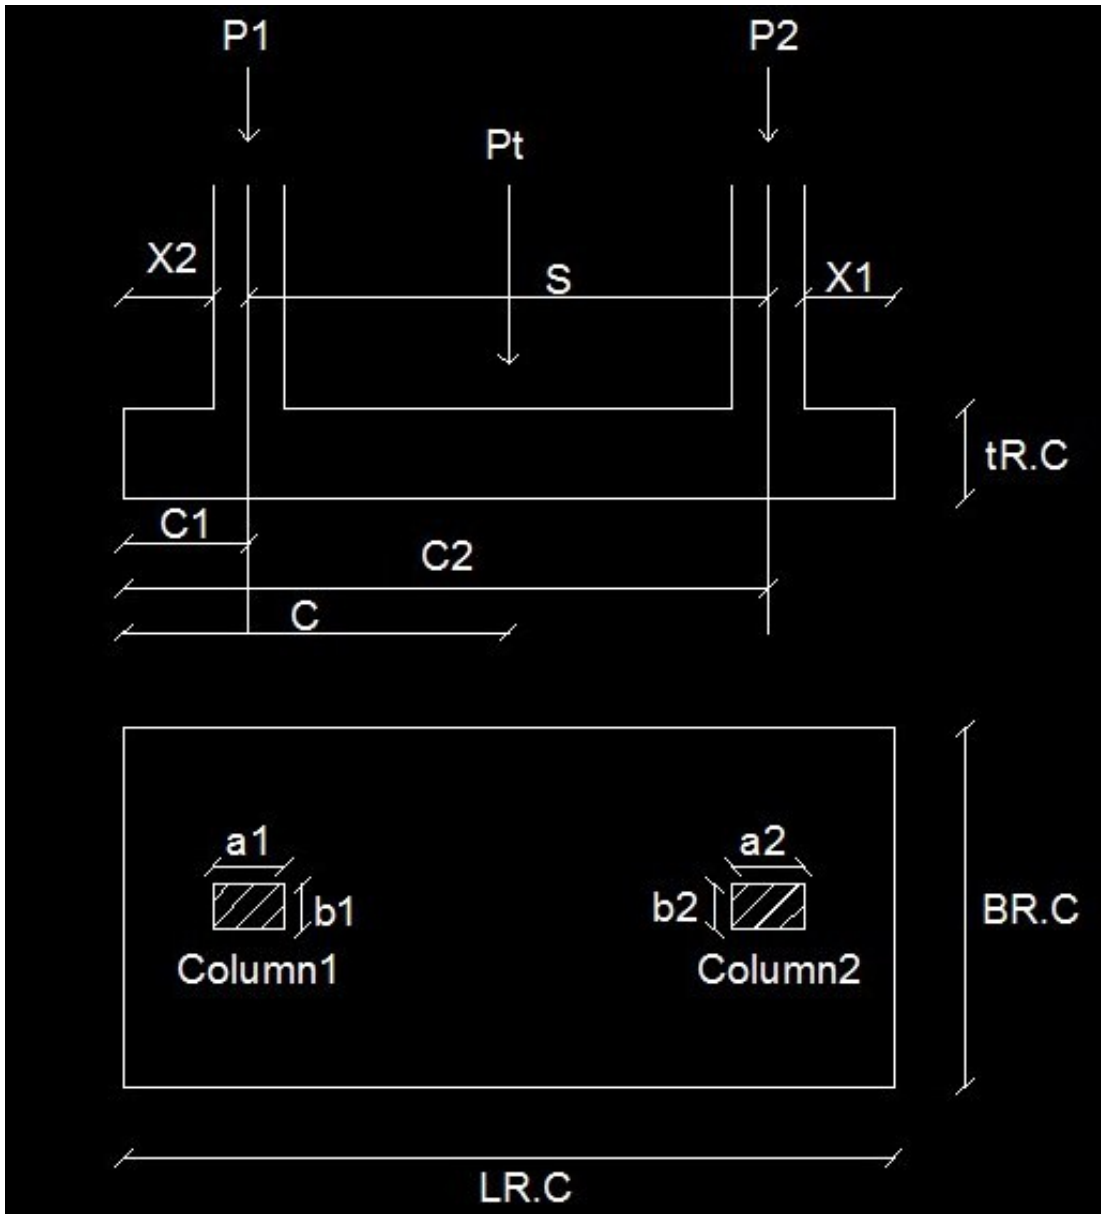 P1 P2
Pt
X2 S X1
tR.C
C1
C2
C
a1 a2
b1 b2 BR.C
Column1 Column2
LR.C